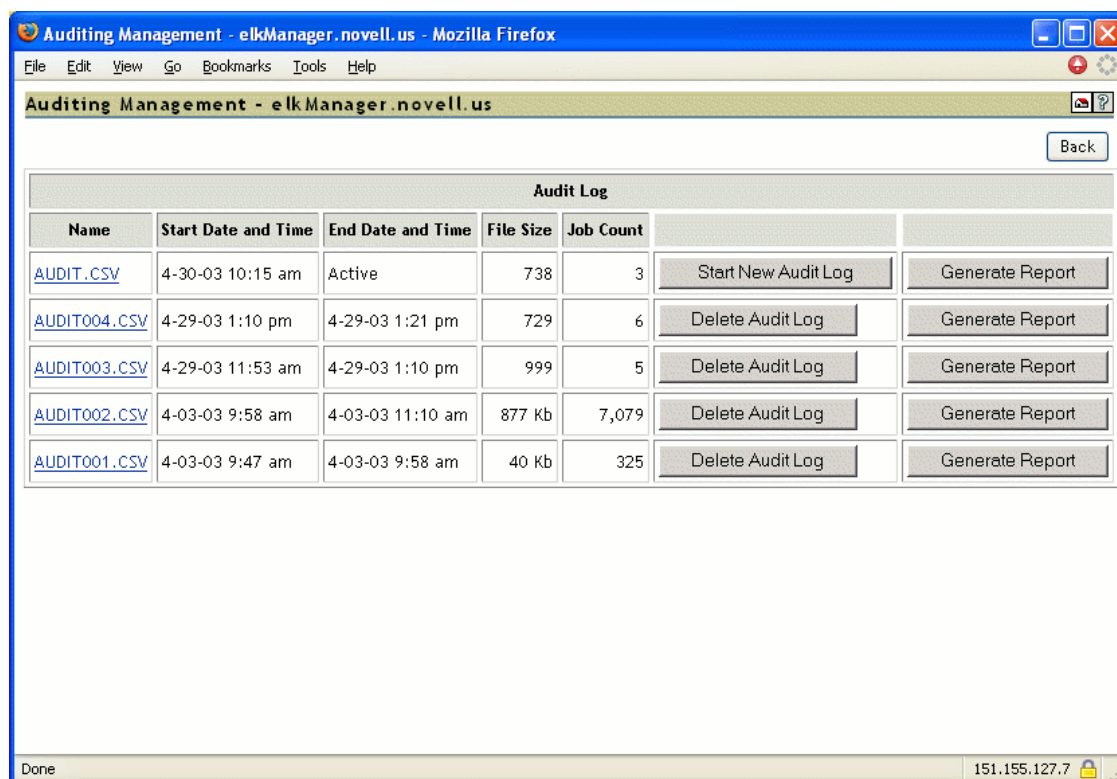 Auditing Management - elkManager.novell.us - Mozilla Firefox
File Edit View Go Bookmarks Tools Help
Auditing Management - elkManager.novell.us
?
Back
Audit Log
Name Start Date and Time End Date and Time File Size Job Count
AUDIT.CSV 4-30-03 10:15 am Active 738 3 Start New Audit Log Generate Report
AUDIT004.CSV 4-29-03 1:10 pm 4-29-03 1:21 pm 729 6 Delete Audit Log Generate Report
AUDIT003.CSV 4-29-03 11:53 am 4-29-03 1:10 pm 999 5 Delete Audit Log Generate Report
AUDIT002.CSV 4-03-03 9:58 am 4-03-03 11:10 am 877 Kb 7,079 Delete Audit Log Generate Report
AUDIT001.CSV 4-03-03 9:47 am 4-03-03 9:58 am 40 Kb 325 Delete Audit Log Generate Report
Done 151.155.127.7